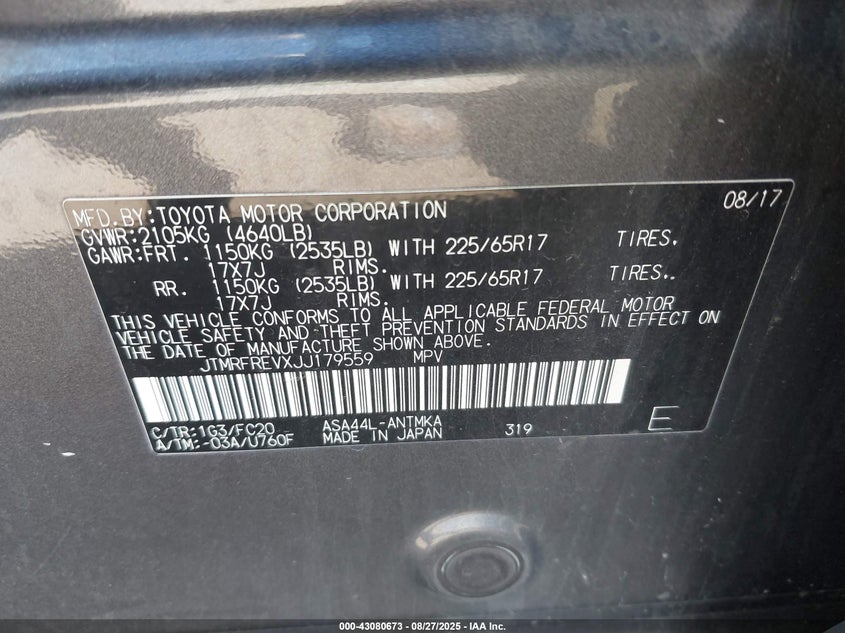 MFD.BY:TOYOTA MOTOR CORPORATION 08/17
GVWR:2105KG (4640LB)
GAWR:FRT. 1150KG (2535LB) WITH 225/65R17 TIRES.
17X7J RIMS.
RR. 1150KG (2535LB) WITH 225/65R17 TIRES.
17X7J RIMS.
THIS VEHICLE CONFORMS TO ALL APPLICABLE FEDERAL MOTOR
VEHICLE SAFETY AND THEFT PREVENTION STANDARDS IN EFFECT ON
THE DATE OF MANUFACTURE SHOWN ABOVE.
JTMRFREVXJJ179559 MPV
C/TR:1G3/FC20 ASA44L-ANTMKA
A/TM:-03A/U760F MADE IN JAPAN 319 E
000-43080673 - 08/27/2025 - IAA Inc.